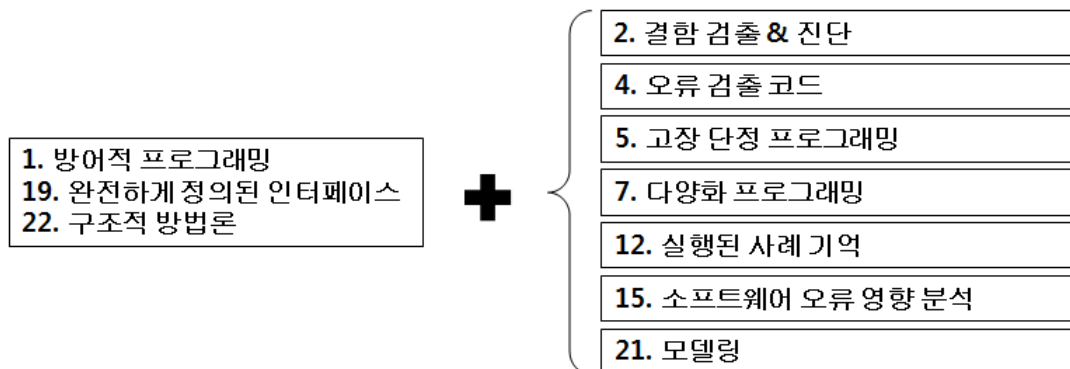 1. 방어적 프로그래밍
19. 완전하게 정의된 인터페이스
22. 구조적 방법론
2. 결함 검출 & 진단
4. 오류 검출 코드
5. 고장 단정 프로그래밍
7. 다양화 프로그래밍
12. 실행된 사례 기억
15. 소프트웨어 오류 영향 분석
21. 모델링